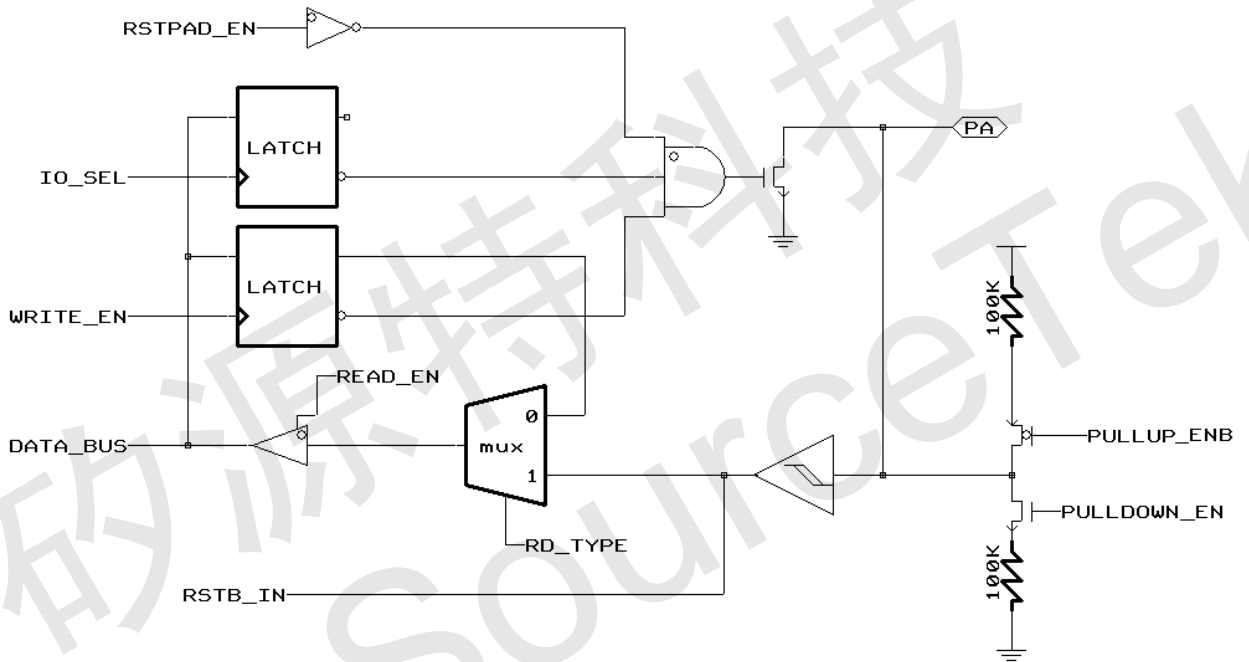 RSTPAD_EN
LATCH
PA
IO_SEL
LATCH
WRITE_EN
100K
READ_EN
0
DATA_BUS
mux
PULLUP_ENB
1
PULLDOWN_EN
RD_TYPE
100K
RSTB_IN
矽源特科技
SourceTek